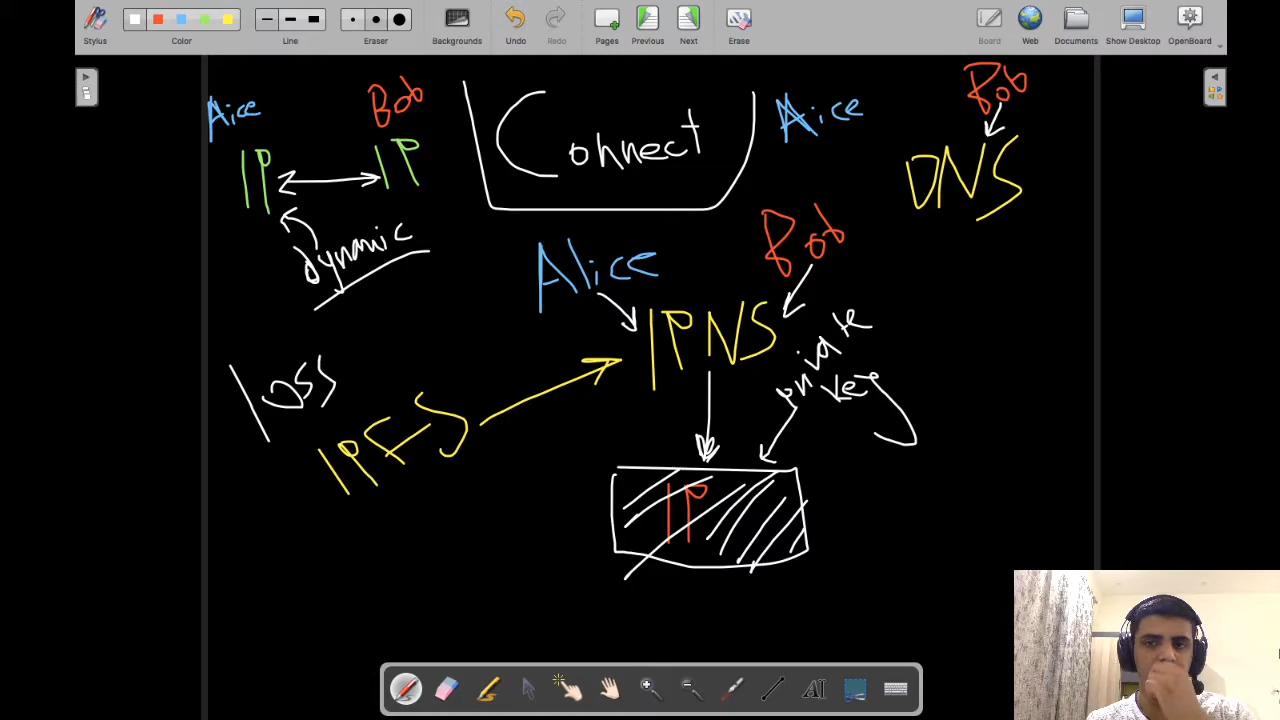 Stylus
Color
Line
Eraser
Backgrounds
Undo
Redo
Pages
Previous
Next
Erase
Board
Web
Documents
Show Desktop
OpenBoard
Aice
Bob
IP
IP
dynamic
Connect
Aice
Bob
DNS
Alice
Bob
IPNS
private
key
loss
IPFS
IP